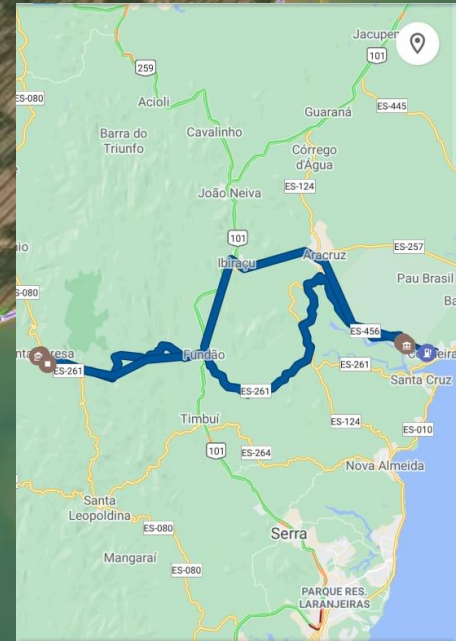 Jacupen
101
259
ES-080
Acioli
ES-445
Guaraná
Barra do
Triunfo
Cavalinho
Córrego
d'Água
ES-124
João Neiva
101
ES-257
Ibiraçu
Aracruz
Pau Brasil
ES-080
ES-456
Fundão
ES-261
ES-261
Santa Cruz
ES-261
ES-124
ES-010
Timbuí
101
ES-264
Nova Almeida
Santa
Leopoldina
ES-080
Serra
Mangaraí
ES-080
PARQUE RES.
LARANJEIRAS